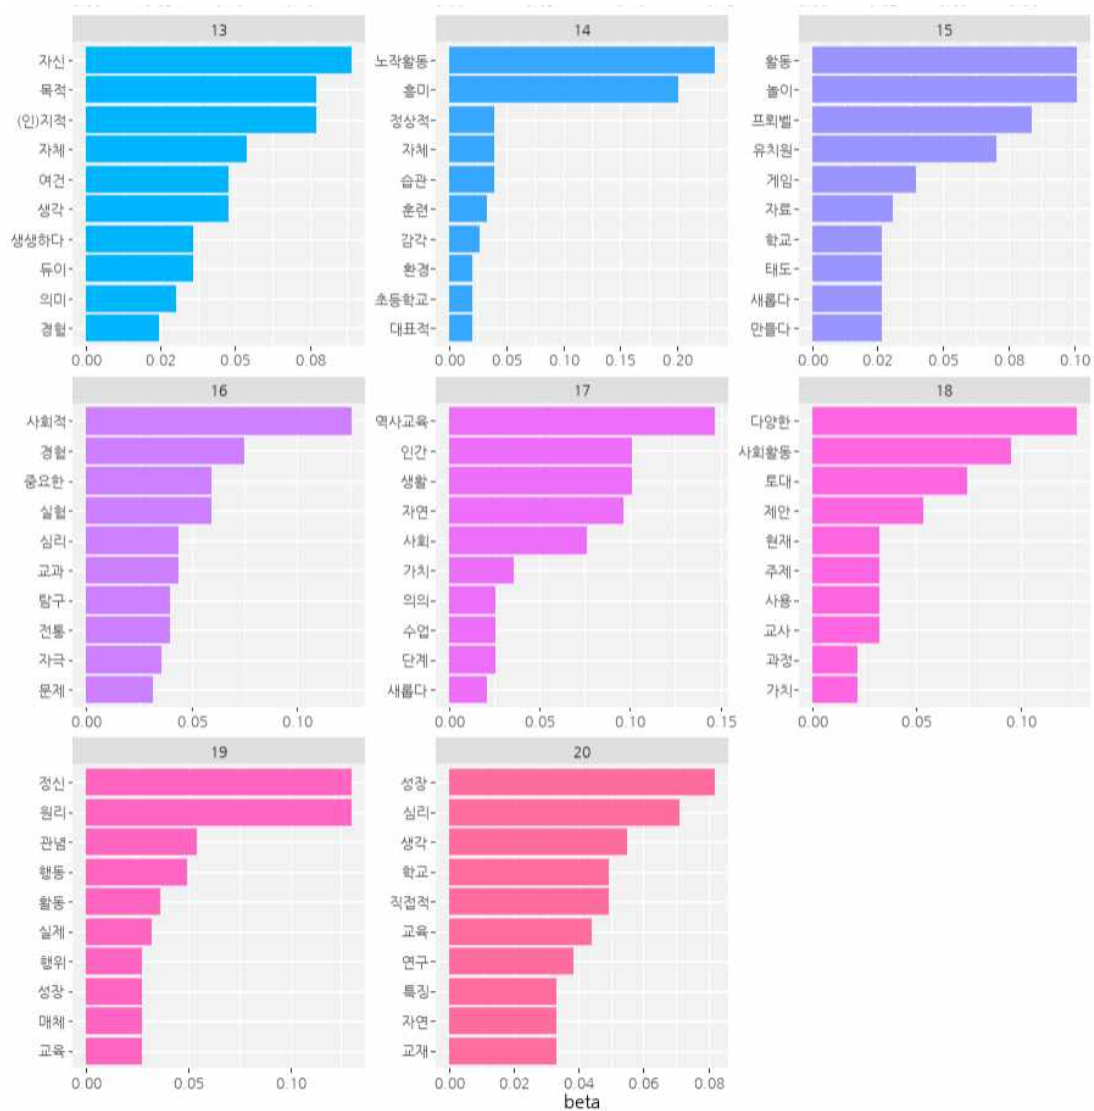 13
자신
목적
(인)지적
자체
여건
생각
생생하다
듀이
의미
경험
0.00 0.02 0.05 0.08
14
노작활동
흥미
정상적
자체
습관
훈련
감각
환경
초등학교
대표적
0.00 0.05 0.10 0.15 0.20
15
활동
놀이
프뢰벨
유치원
게임
자료
학교
태도
새롭다
만들다
0.00 0.02 0.05 0.08 0.10
16
사회적
경험
중요한
실험
심리
교과
탐구
전통
자극
문제
0.00 0.05 0.10
17
역사교육
인간
생활
자연
사회
가치
의의
수업
단계
새롭다
0.00 0.05 0.10 0.15
18
다양한
사회활동
토대
제안
현재
주제
사용
교사
과정
가치
0.00 0.05 0.10
19
정신
원리
관념
행동
활동
실제
행위
성장
매체
교육
0.00 0.05 0.10
20
성장
심리
생각
학교
직접적
교육
연구
특징
자연
교재
0.00 0.02 0.04 0.06 0.08
beta